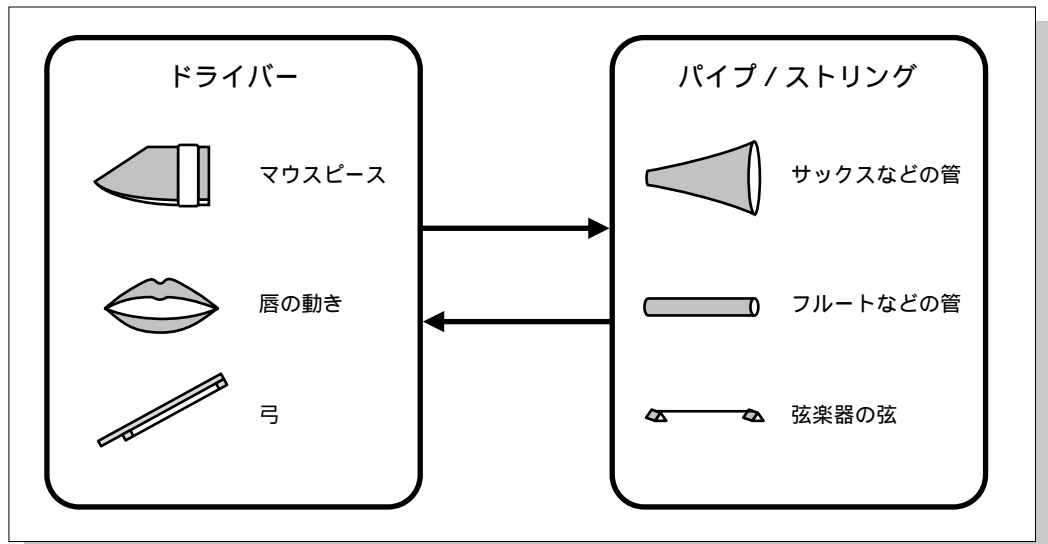 ドライバー
マウスピース
唇の動き
弓
パイプ / ストリング
サックスなどの管
フルートなどの管
弦楽器の弦